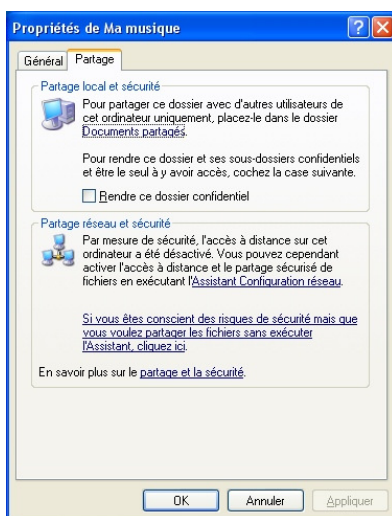 Propriétés de Ma musique
Général Partage
Partage local et sécurité
Pour partager ce dossier avec d'autres utilisateurs de
cet ordinateur uniquement, placez-le dans le dossier
Documents partagés.
Pour rendre ce dossier et ses sous-dossiers confidentiels
et être le seul à y avoir accès, cochez la case suivante.
Rendre ce dossier confidentiel
Partage réseau et sécurité
Par mesure de sécurité, l'accès à distance sur cet
ordinateur a été désactivé. Vous pouvez cependant
activer l'accès à distance et le partage sécurisé de
fichiers en exécutant l'Assistant Configuration réseau.
Si vous êtes conscient des risques de sécurité mais que
vous voulez partager les fichiers sans exécuter
l'Assistant, cliquez ici.
En savoir plus sur le partage et la sécurité.
OK Annuler Appliquer